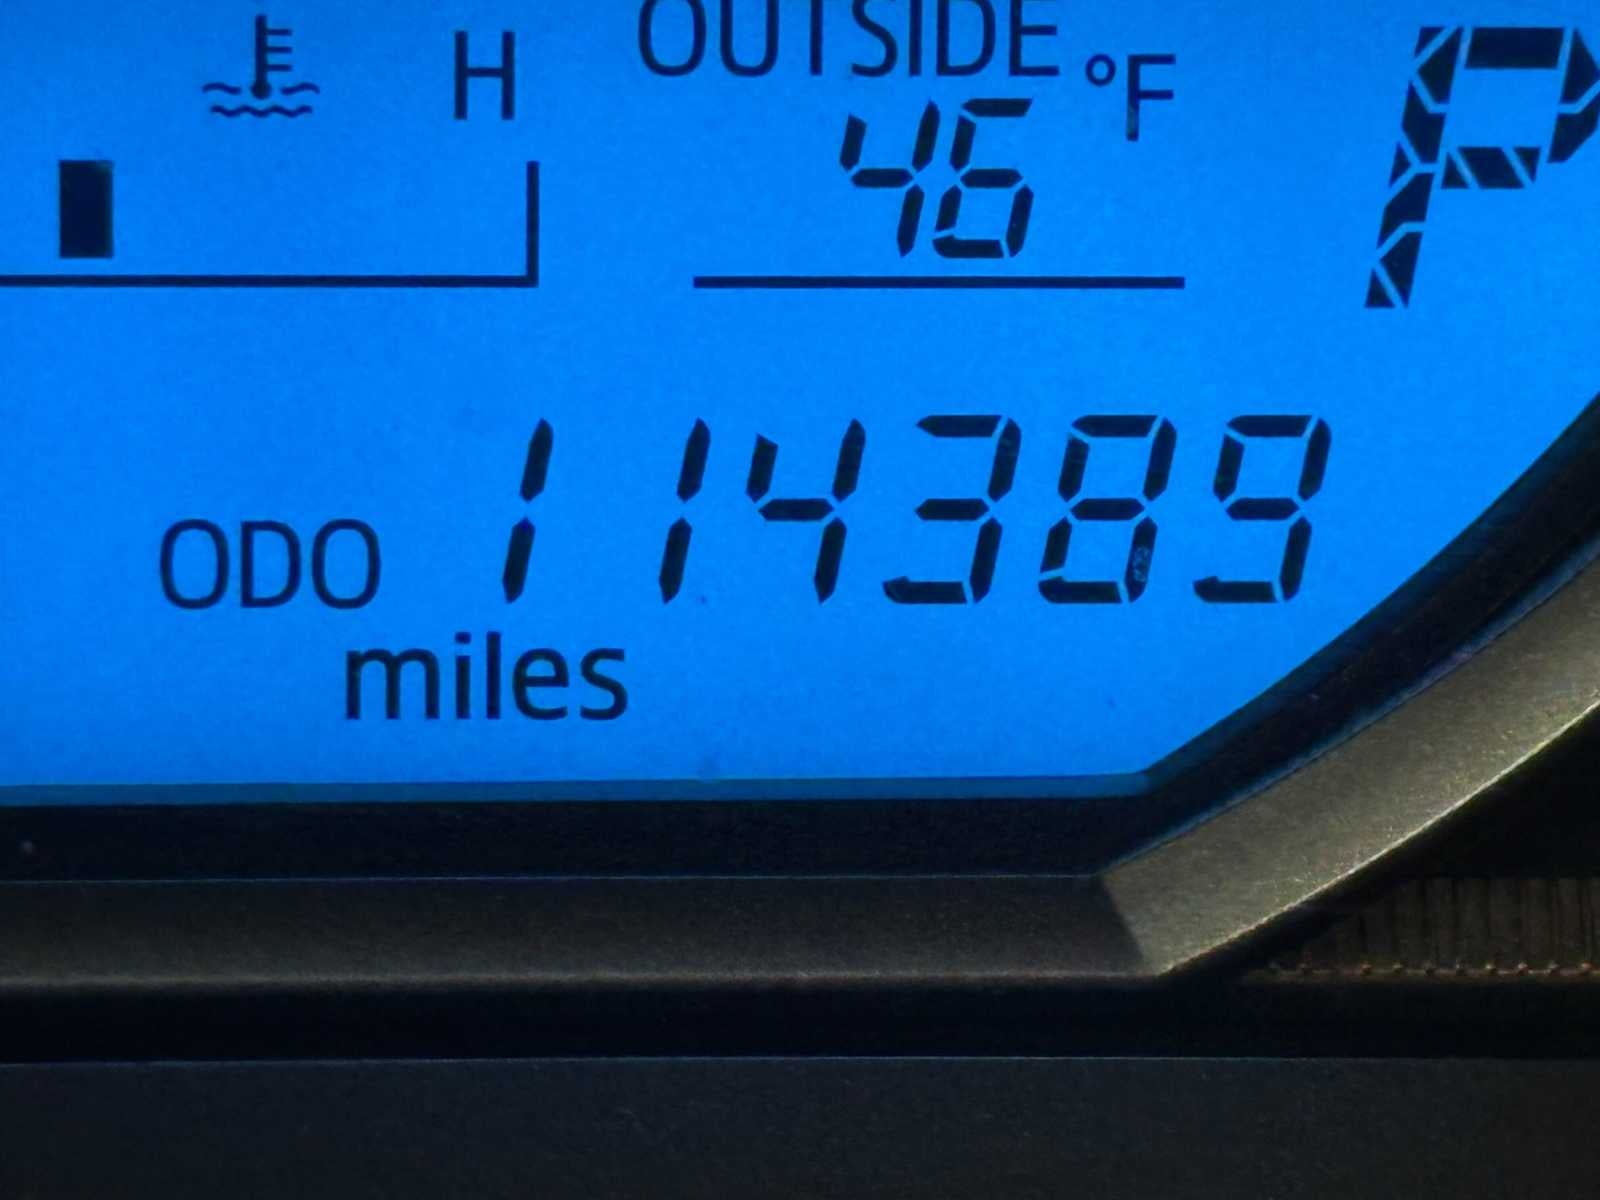 H
OUTSIDE
46 °F
P
ODO 114389
miles